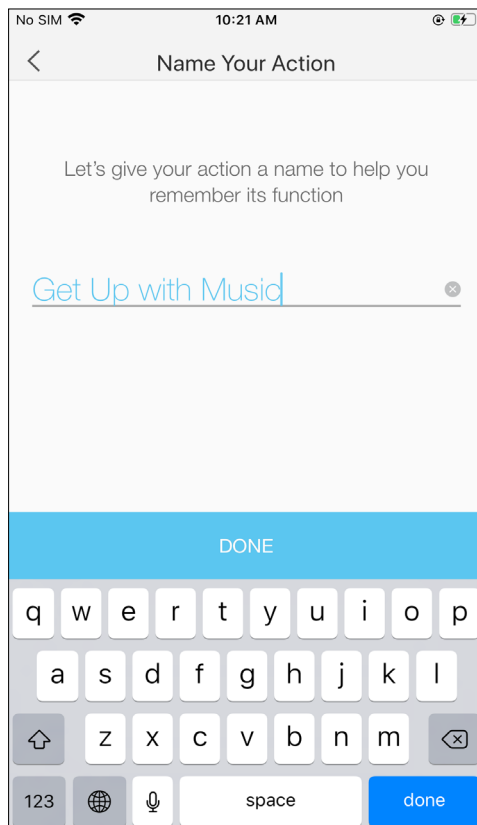 No SIM 10:21 AM
Name Your Action
Let's give your action a name to help you
remember its function
Get Up with Music
DONE
q w e r t y u i o p
a s d f g h j k l
z x c v b n m
123 space done